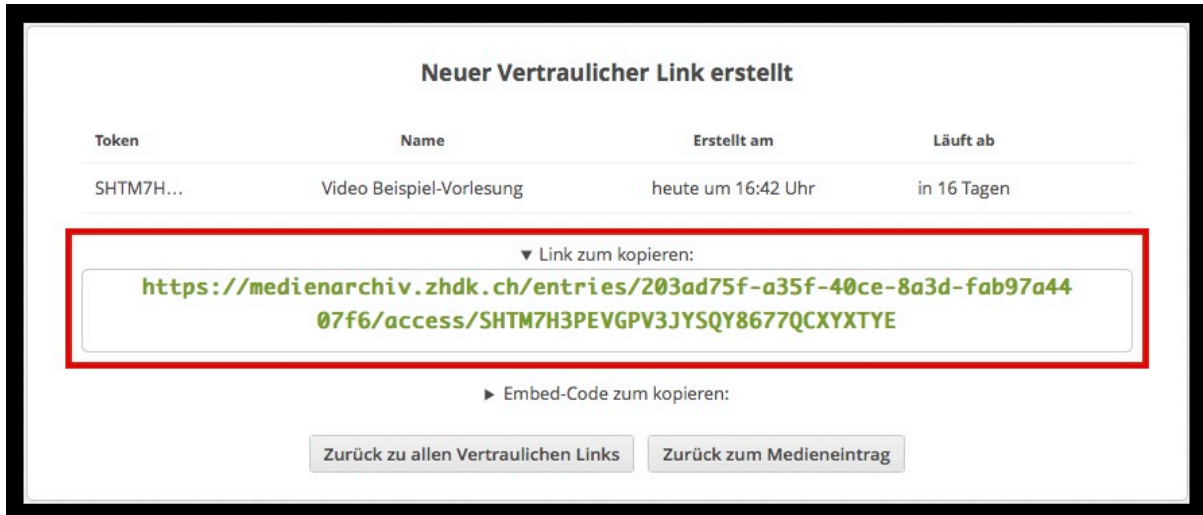 Neuer Vertraulicher Link erstellt
Token Name Erstellt am Läuft ab
SHTM7H... Video Beispiel-Vorlesung heute um 16:42 Uhr in 16 Tagen
▼ Link zum kopieren:
https://medienarchiv.zhdk.ch/entries/203ad75f-a35f-40ce-8a3d-fab97a44
07f6/access/SHTM7H3PEVGPV3JYSQY8677QCXYXTYE
▶ Embed-Code zum kopieren:
Zurück zu allen Vertraulichen Links Zurück zum Medieneintrag